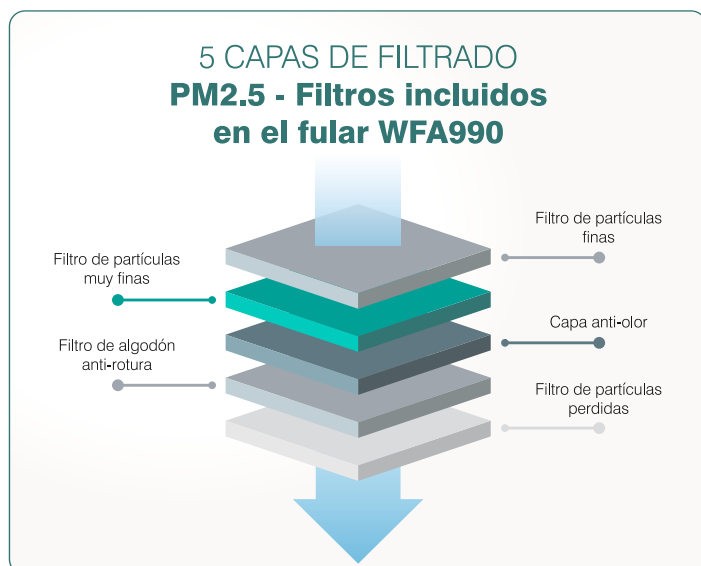 5 CAPAS DE FILTRADO
PM2.5 - Filtros incluidos
en el fular WFA990
Filtro de partículas
finas
Filtro de partículas
muy finas
Capa anti-olor
Filtro de algodón
anti-rotura
Filtro de partículas
perdidas